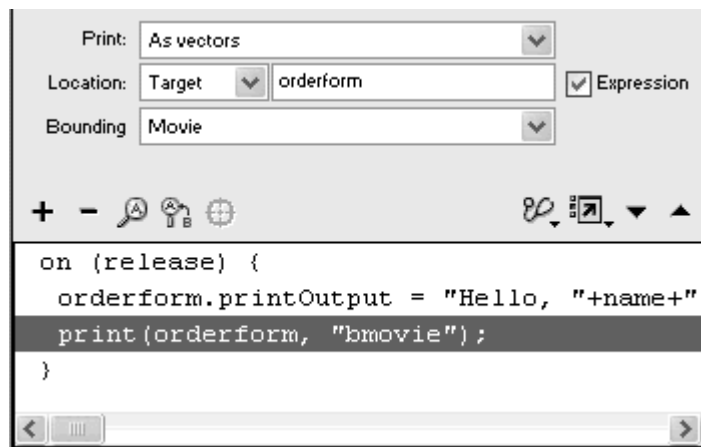 Print: As vectors
Location: Target orderform Expression
Bounding Movie
on (release) {
orderform.printOutput = "Hello, "+name+"
print(orderform, "bmovie");
}